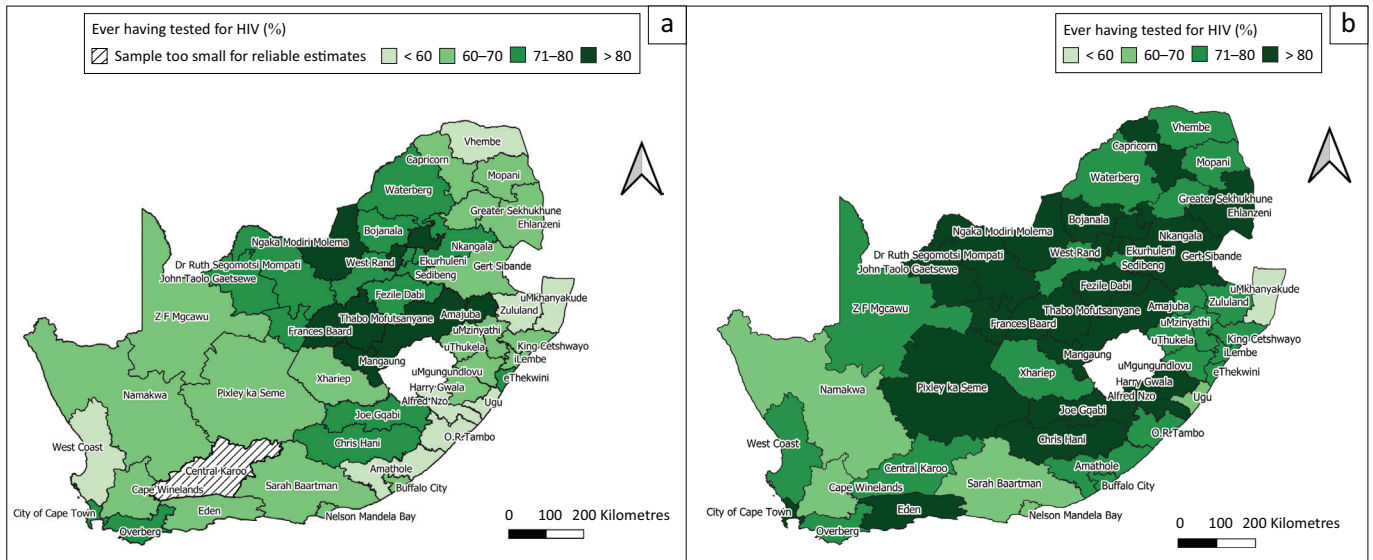 a
Ever having tested for HIV (%)
Sample too small for reliable estimates < 60 60–70 71–80 > 80
Vhembe
Capricorn
Mopani
Waterberg
Greater Sekhukhune
Ehlanzeni
Bojanala
Ngaka Modiri Molema
Nkangala
West Rand
Ekurhuleni
Dr Ruth Segomotsi Mompati
Gert Sibande
Sedibeng
John Taolo Gaetsewe
uMkhanyakude
Fezile Dabi
Zululand
Z F Mgcawu
Thabo Mofutsanyane
Amajuba
Frances Baard
uMzinyathi
King Cetshwayo
uThukela
iLembe
Mangaung
uMgungundlovu
eThekwini
Xhariep
Harry Gwala
Pixley ka Seme
Namakwa
Alfred Nzo
Ugu
Joe Gqabi
O.R.Tambo
Chris Hani
West Coast
Central Karoo
Amathole
Cape Winelands
Sarah Baartman
Buffalo City
Eden
City of Cape Town
Nelson Mandela Bay
Overberg
0 100 200 Kilometres
b
Ever having tested for HIV (%)
< 60 60–70 71–80 > 80
Vhembe
Capricorn
Mopani
Waterberg
Greater Sekhukhune
Ehlanzeni
Bojanala
Ngaka Modiri Molema
Nkangala
West Rand
Ekurhuleni
Dr Ruth Segomotsi Mompati
Gert Sibande
Sedibeng
John Taolo Gaetsewe
uMkhanyakude
Fezile Dabi
Zululand
Z F Mgcawu
Amajuba
Thabo Mofutsanyane
Frances Baard
uMzinyathi
King Cetshwayo
uThukela
iLembe
Mangaung
uMgungundlovu
eThekwini
Xhariep
Harry Gwala
Pixley ka Seme
Namakwa
Alfred Nzo
Ugu
Joe Gqabi
O.R.Tambo
Chris Hani
West Coast
Central Karoo
Amathole
Cape Winelands
Sarah Baartman
Buffalo City
Eden
City of Cape Town
Nelson Mandela Bay
Overberg
0 100 200 Kilometres